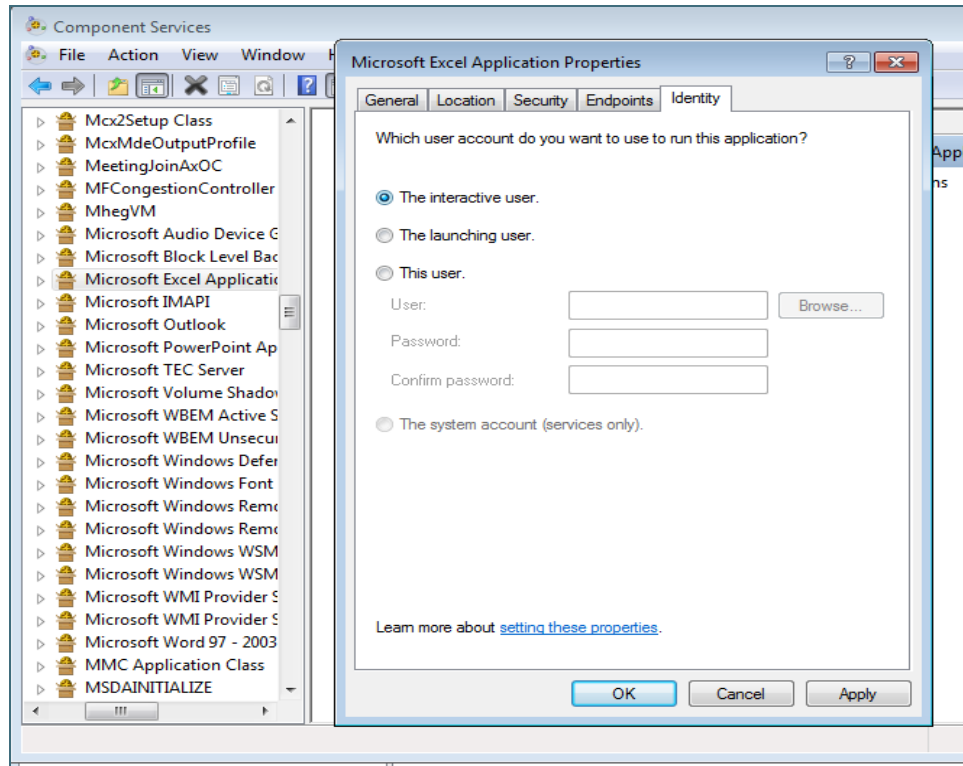 Component Services
File Action View Window H
Microsoft Excel Application Properties
General Location Security Endpoints Identity
Which user account do you want to use to run this application?
The interactive user.
The launching user.
This user.
User:
Browse...
Password:
Confirm password:
The system account (services only).
Learn more about setting these properties.
OK Cancel Apply
Mcx2Setup Class
McxMdeOutputProfile
MeetingJoinAxOC
MFCongestionController
MhegVM
Microsoft Audio Device G
Microsoft Block Level Bac
Microsoft Excel Applicatic
Microsoft IMAPI
Microsoft Outlook
Microsoft PowerPoint Ap
Microsoft TEC Server
Microsoft Volume Shadov
Microsoft WBEM Active S
Microsoft WBEM Unsecu
Microsoft Windows Defer
Microsoft Windows Font
Microsoft Windows Remo
Microsoft Windows Remo
Microsoft Windows WSM
Microsoft Windows WSM
Microsoft WMI Provider S
Microsoft WMI Provider S
Microsoft Word 97 - 2003
MMC Application Class
MSDAINITIALIZE
App
ns